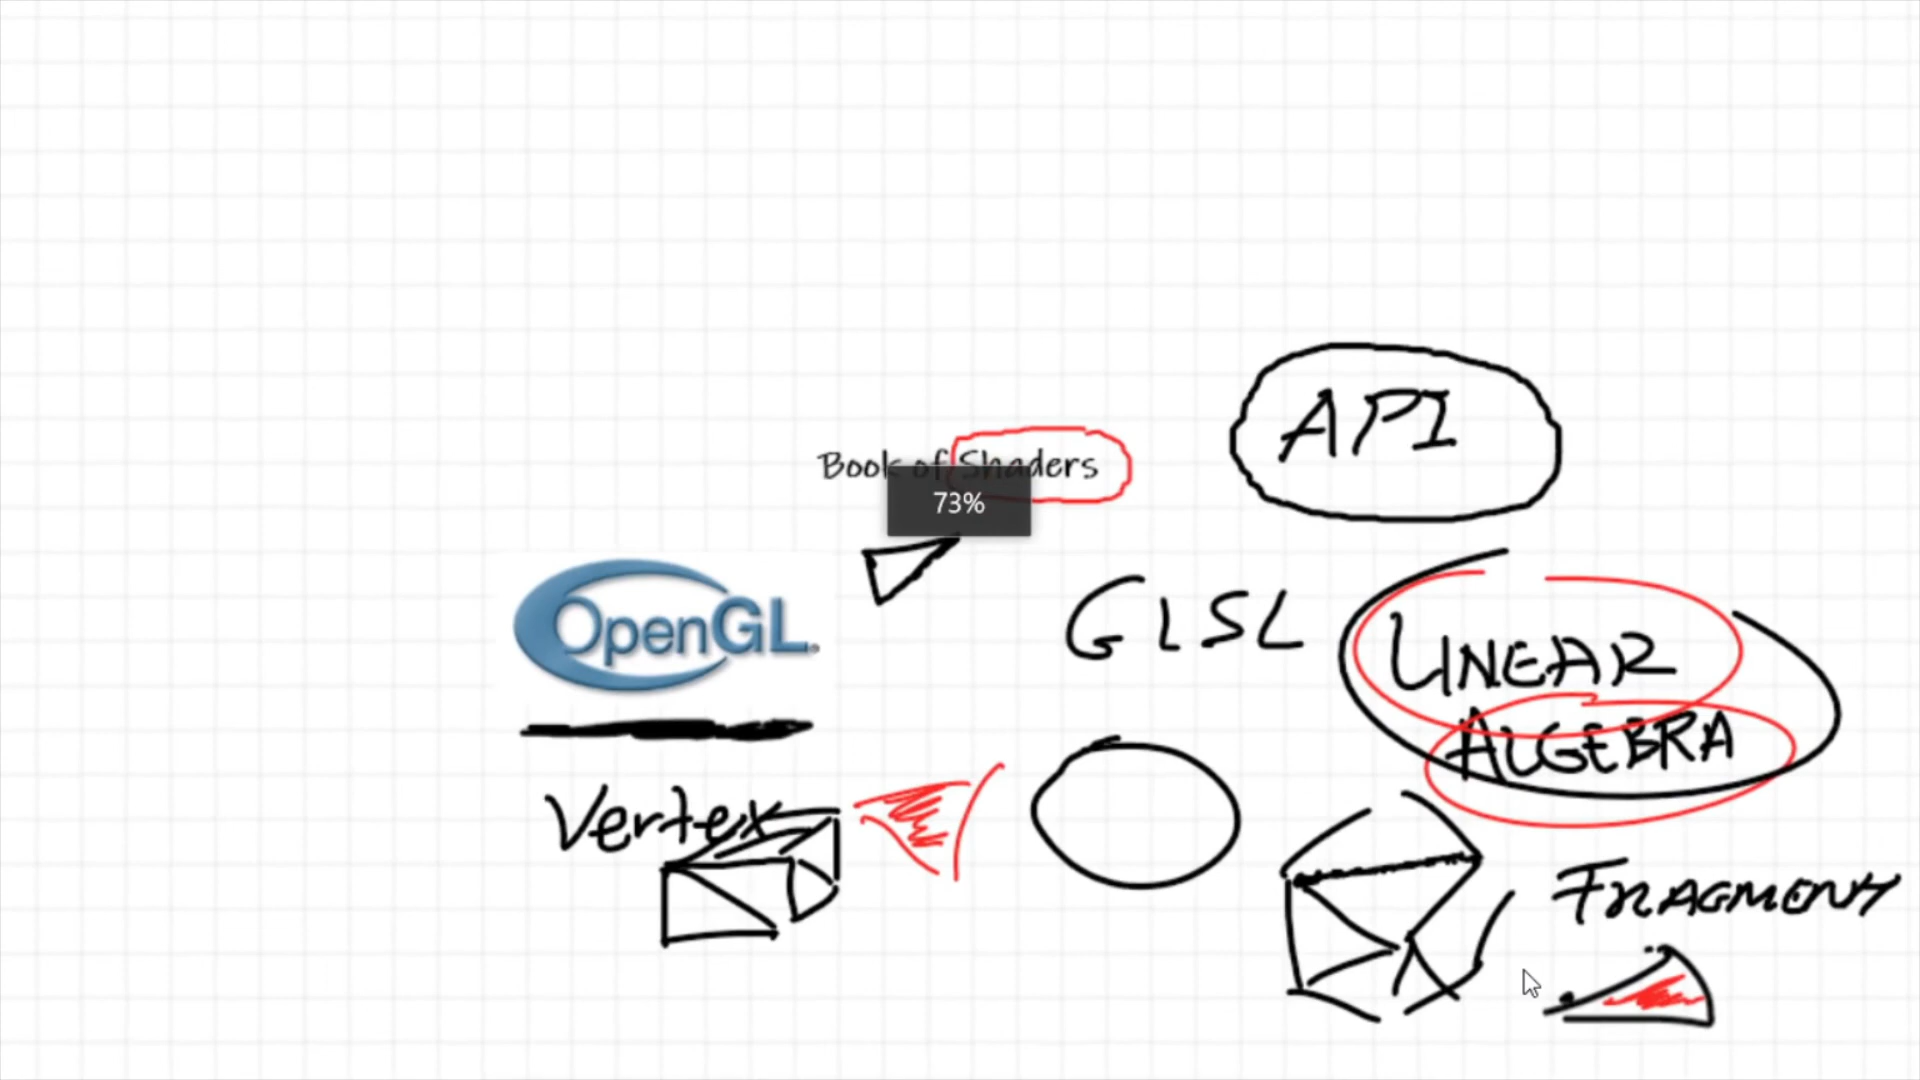 API
Book of Shaders
73%
OpenGL
GLSL
LINEAR
ALGEBRA
Vertex
FRAGMENT